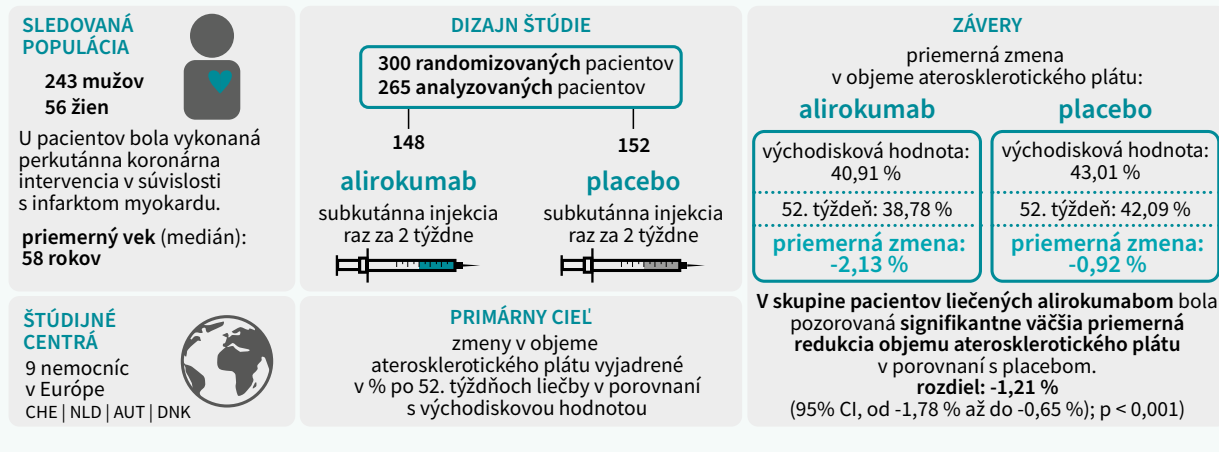 SLEDOVANÁ
POPULÁCIA
243 mužov
56 žien
U pacientov bola vykonaná
perkutánna koronárna
intervencia v súvislosti
s infarktom myokardu.
priemerný vek (medián):
58 rokov
ŠTÚDIJNÉ
CENTRÁ
9 nemocníc
v Európe
CHE | NLD | AUT | DNK
DIZAJN ŠTÚDIE
300 randomizovaných pacientov
265 analyzovaných pacientov
148
alirokumab
subkutánna injekcia
raz za 2 týždne
152
placebo
subkutánna injekcia
raz za 2 týždne
PRIMÁRNY CIEĽ
zmeny v objeme
aterosklerotického plátu vyjadrené
v % po 52. týždňoch liečby v porovnaní
s východiskovou hodnotou
ZÁVERY
priemerná zmena
v objeme aterosklerotického plátu:
alirokumab
východisková hodnota:
40,91 %
52. týždeň: 38,78 %
priemerná zmena:
-2,13 %
placebo
východisková hodnota:
43,01 %
52. týždeň: 42,09 %
priemerná zmena:
-0,92 %
V skupine pacientov liečených alirokumabom bola
pozorovaná signifikantne väčšia priemerná
redukcia objemu aterosklerotického plátu
v porovnaní s placebom.
rozdiel: -1,21 %
(95% CI, od -1,78 % až do -0,65 %); p < 0,001)